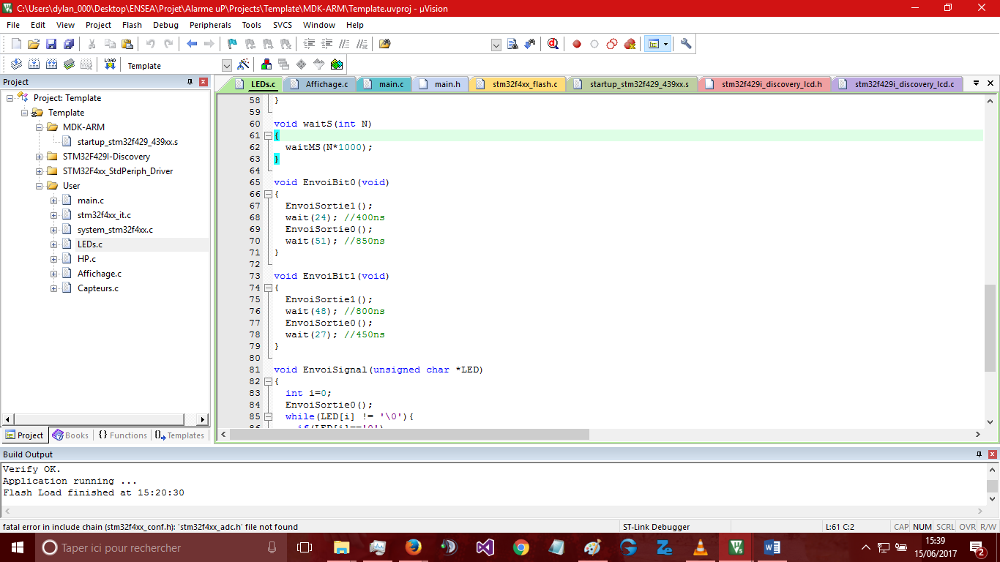 C:\Users\dylan_000\Desktop\ENSEA\Projet\Alarme uP\Projects\Template\MDK-ARM\Template.uvproj - µVision
File Edit View Project Flash Debug Peripherals Tools SVCS Window Help
LOAD Template
Project
LEDs.c Affichage.c main.c main.h stm32f4xx_flash.c startup_stm32f429_439xx.s stm32f429i_discovery_lcd.h stm32f429i_discovery_lcd.c
Project: Template
Template
MDK-ARM
startup_stm32f429_439xx.s
STM32F429I-Discovery
STM32F4xx_StdPeriph_Driver
User
main.c
stm32f4xx_it.c
system_stm32f4xx.c
LEDs.c
HP.c
Affichage.c
Capteurs.c
Project Books {} Functions Templates
58 }
59
60 void waitS(int N)
61 {
62 waitMS(N*1000);
63 }
64
65 void EnvoiBit0(void)
66 {
67 EnvoiSortie1();
68 wait(24); //400ns
69 EnvoiSortie0();
70 wait(51); //850ns
71 }
72
73 void EnvoiBit1(void)
74 {
75 EnvoiSortie1();
76 wait(48); //800ns
77 EnvoiSortie0();
78 wait(27); //450ns
79 }
80
81 void EnvoiSignal(unsigned char *LED)
82 {
83 int i=0;
84 EnvoiSortie0();
85 while(LED[i] != '\0'){
86 if(LED[i]=='0')
Build Output
Verify OK.
Application running ...
Flash Load finished at 15:20:30
fatal error in include chain (stm32f4xx_conf.h): 'stm32f4xx_adc.h' file not found ST-Link Debugger L:61 C:2 CAP NUM SCRL OVR R/W
Taper ici pour rechercher
15:39
15/06/2017
2